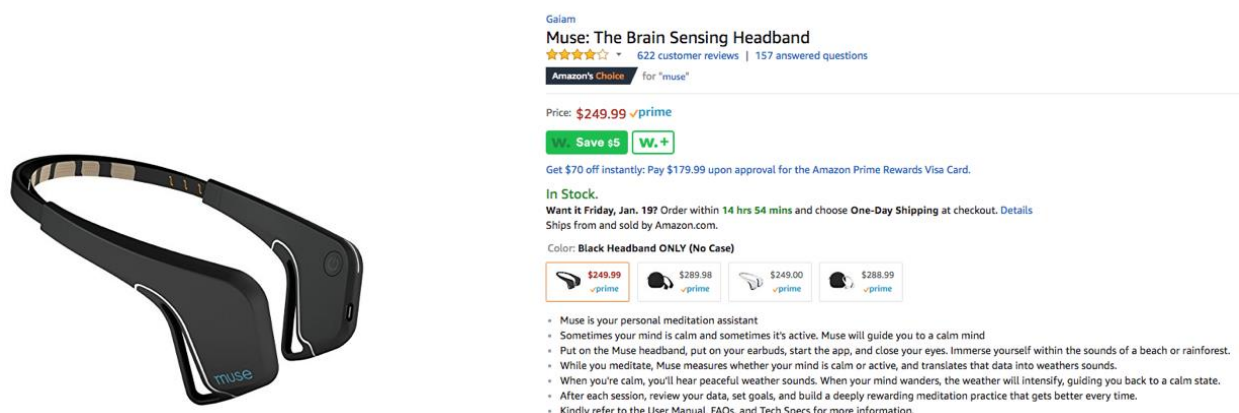 Gaiam
Muse: The Brain Sensing Headband
622 customer reviews | 157 answered questions
Amazon's Choice for "muse"
Price: $249.99 prime
W. Save $5 W.+
Get $70 off instantly: Pay $179.99 upon approval for the Amazon Prime Rewards Visa Card.
In Stock.
Want it Friday, Jan. 19? Order within 14 hrs 54 mins and choose One-Day Shipping at checkout. Details
Ships from and sold by Amazon.com.
Color: Black Headband ONLY (No Case)
$249.99 $289.98 $249.00 $288.99
prime prime prime prime
• Muse is your personal meditation assistant
• Sometimes your mind is calm and sometimes it's active. Muse will guide you to a calm mind
• Put on the Muse headband, put on your earbuds, start the app, and close your eyes. Immerse yourself within the sounds of a beach or rainforest.
• While you meditate, Muse measures whether your mind is calm or active, and translates that data into weathers sounds.
• When you're calm, you'll hear peaceful weather sounds. When your mind wanders, the weather will intensify, guiding you back to a calm state.
• After each session, review your data, set goals, and build a deeply rewarding meditation practice that gets better every time.
• Kindly refer to the User Manual, FAQs, and Tech Specs for more information.
muse